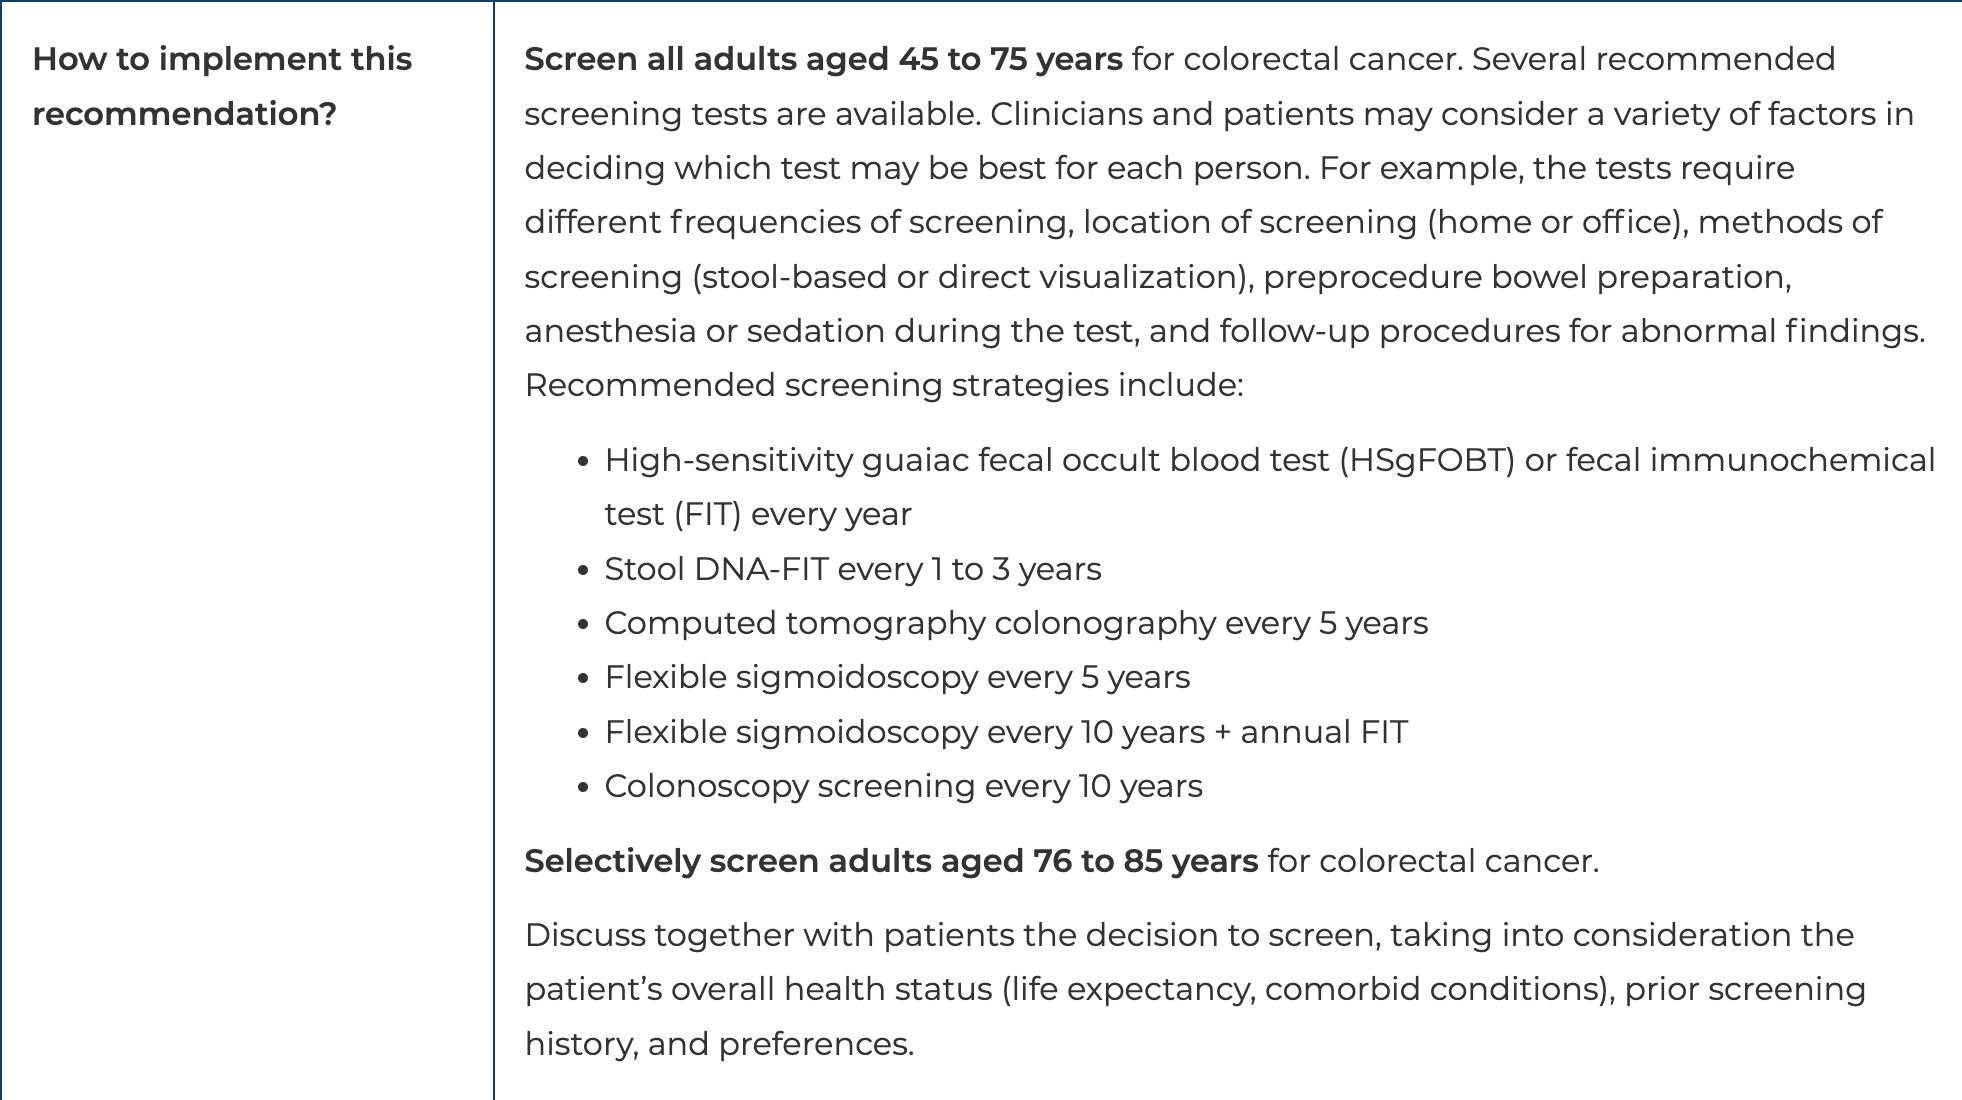 How to implement this
recommendation?
Screen all adults aged 45 to 75 years for colorectal cancer. Several recommended
screening tests are available. Clinicians and patients may consider a variety of factors in
deciding which test may be best for each person. For example, the tests require
different frequencies of screening, location of screening (home or office), methods of
screening (stool-based or direct visualization), preprocedure bowel preparation,
anesthesia or sedation during the test, and follow-up procedures for abnormal findings.
Recommended screening strategies include:
• High-sensitivity guaiac fecal occult blood test (HSgFOBT) or fecal immunochemical
test (FIT) every year
• Stool DNA-FIT every 1 to 3 years
• Computed tomography colonography every 5 years
• Flexible sigmoidoscopy every 5 years
• Flexible sigmoidoscopy every 10 years + annual FIT
• Colonoscopy screening every 10 years
Selectively screen adults aged 76 to 85 years for colorectal cancer.
Discuss together with patients the decision to screen, taking into consideration the
patient’s overall health status (life expectancy, comorbid conditions), prior screening
history, and preferences.